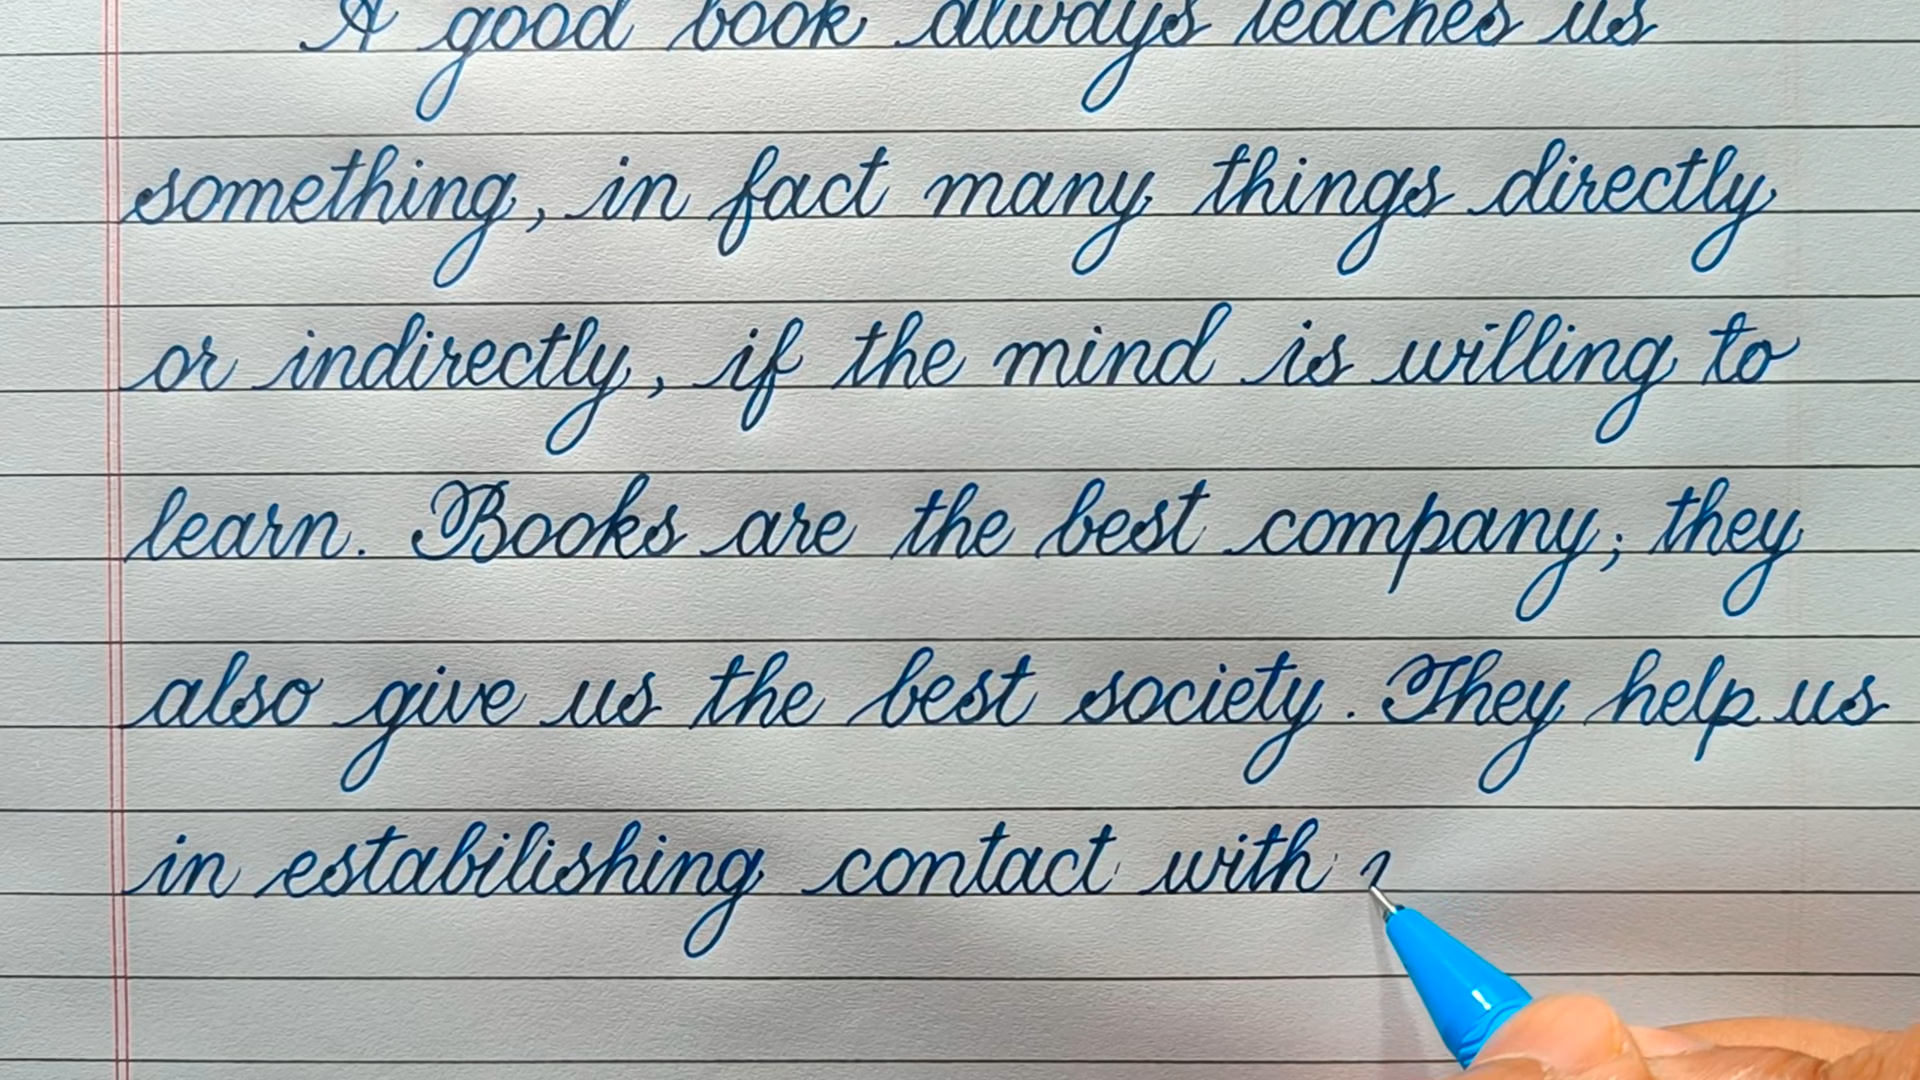 A good book always teaches us
something, in fact many things directly
or indirectly, if the mind is willing to
learn. Books are the best company; they
also give us the best society. They help us
in estabilishing contact with